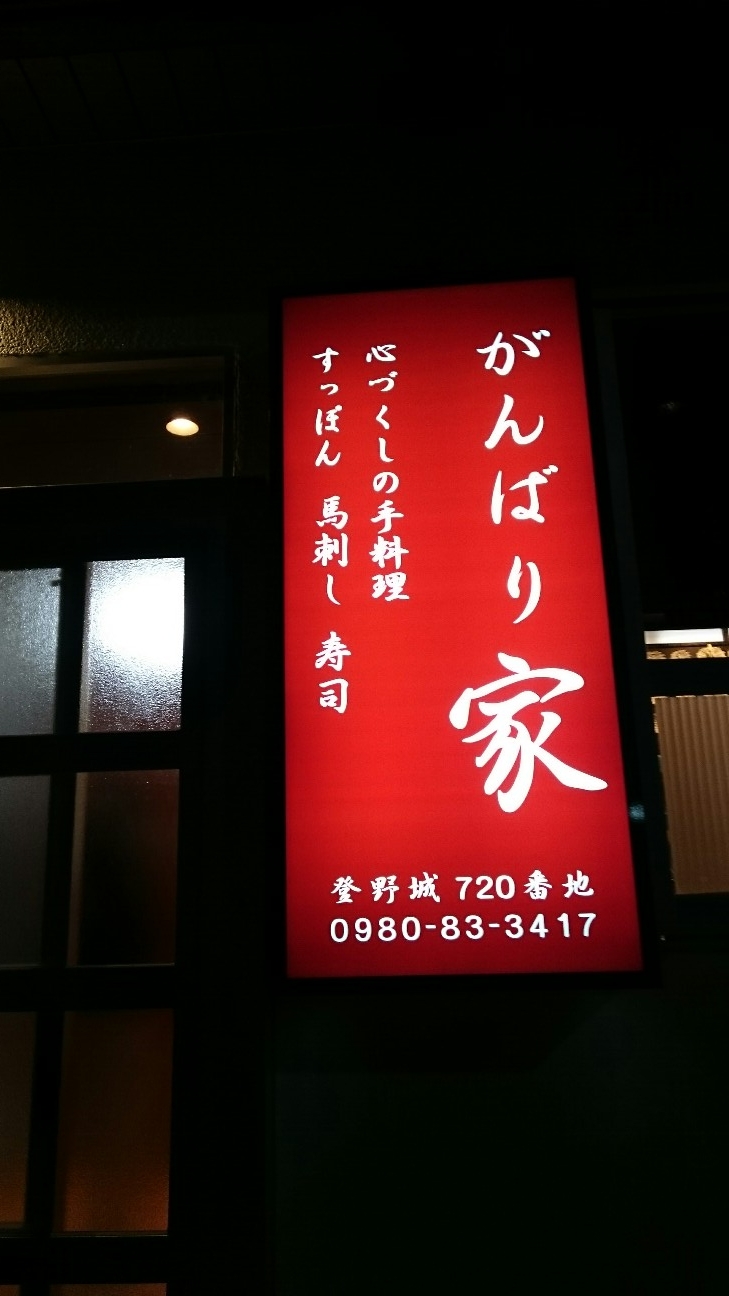 がんばり家
心づくしの手料理
すっぽん 馬刺し 寿司
登野城 720番地
0980-83-3417